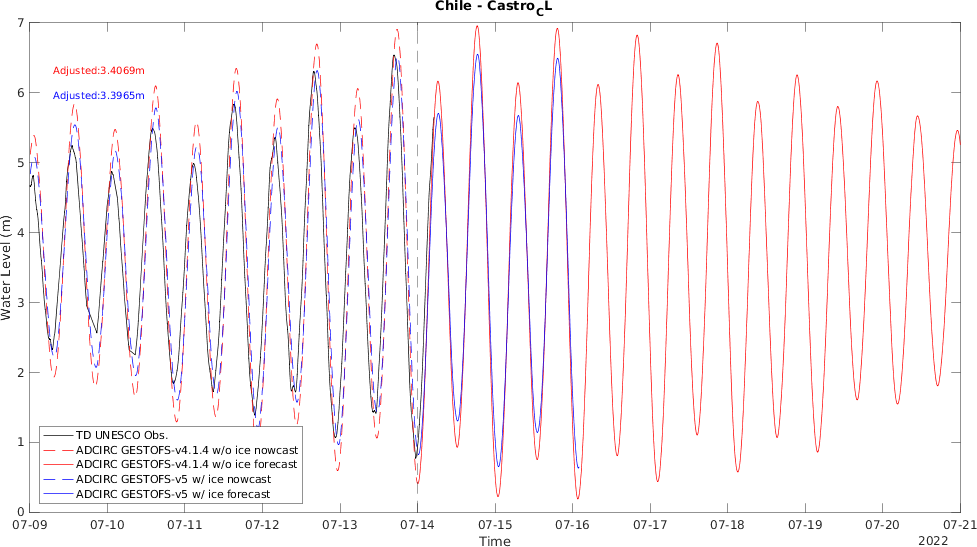 Chile - Castro_CL
7
6
5
4
3
2
1
0
Water Level (m)
Adjusted:3.4069m
Adjusted:3.3965m
TD UNESCO Obs.
ADCIRC GESTOFS-v4.1.4 w/o ice nowcast
ADCIRC GESTOFS-v4.1.4 w/o ice forecast
ADCIRC GESTOFS-v5 w/ ice nowcast
ADCIRC GESTOFS-v5 w/ ice forecast
07-09 07-10 07-11 07-12 07-13 07-14 07-15 07-16 07-17 07-18 07-19 07-20 07-21
Time
2022